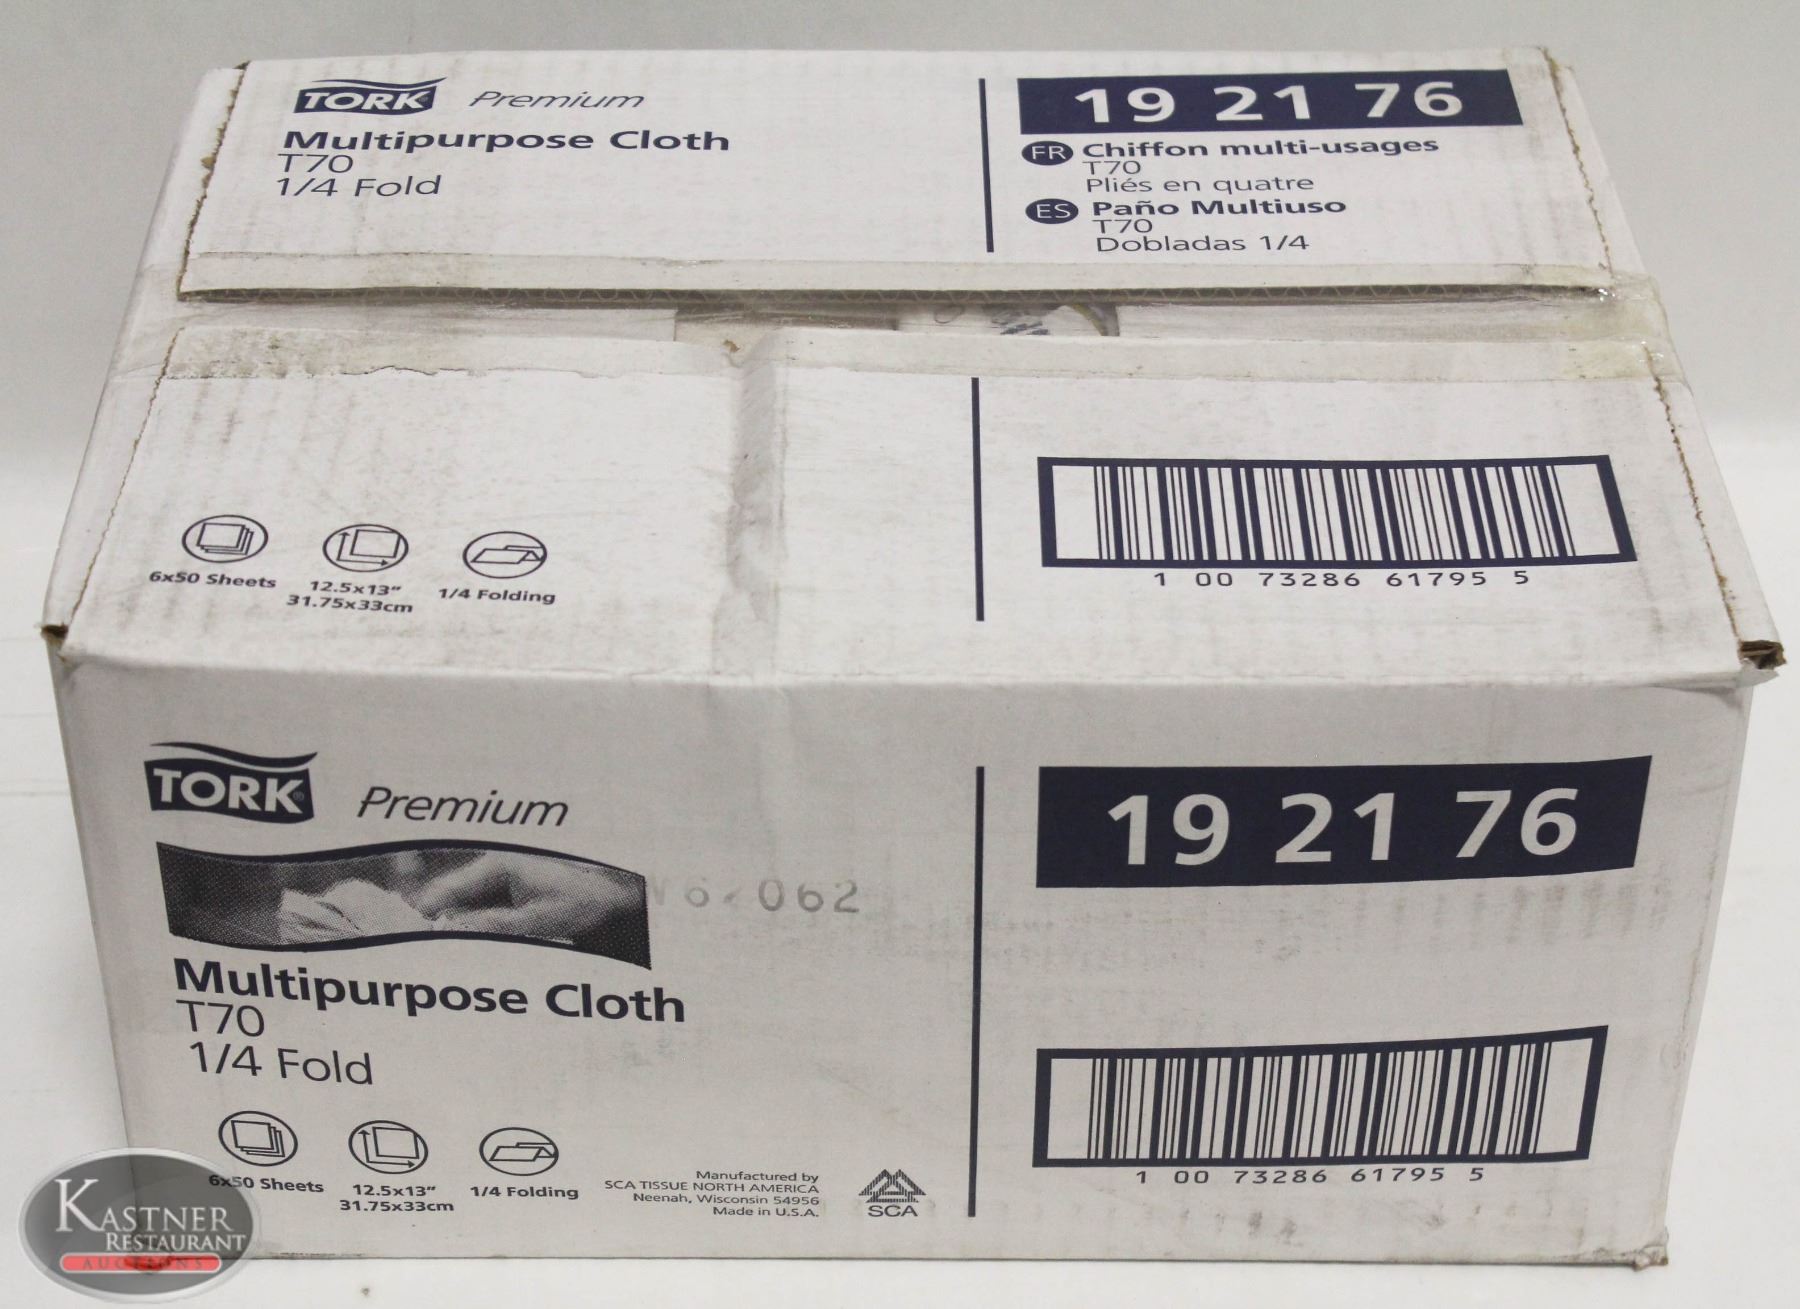 TORK Premium
Multipurpose Cloth
T70
1/4 Fold
19 21 76
FR Chiffon multi-usages
T70
Pliés en quatre
ES Paño Multiuso
T70
Dobladas 1/4
6x50 Sheets
12.5x13"
31.75x33cm
1/4 Folding
1 00 73286 61795 5
TORK® Premium
Multipurpose Cloth
T70
1/4 Fold
6x50 Sheets
12.5x13"
31.75x33cm
1/4 Folding
Manufactured by
SCA TISSUE NORTH AMERICA
Neenah, Wisconsin 54956
Made in U.S.A.
SCA
19 21 76
1 00 73286 61795 5
KASTNER
RESTAURANT
AUCTIONS